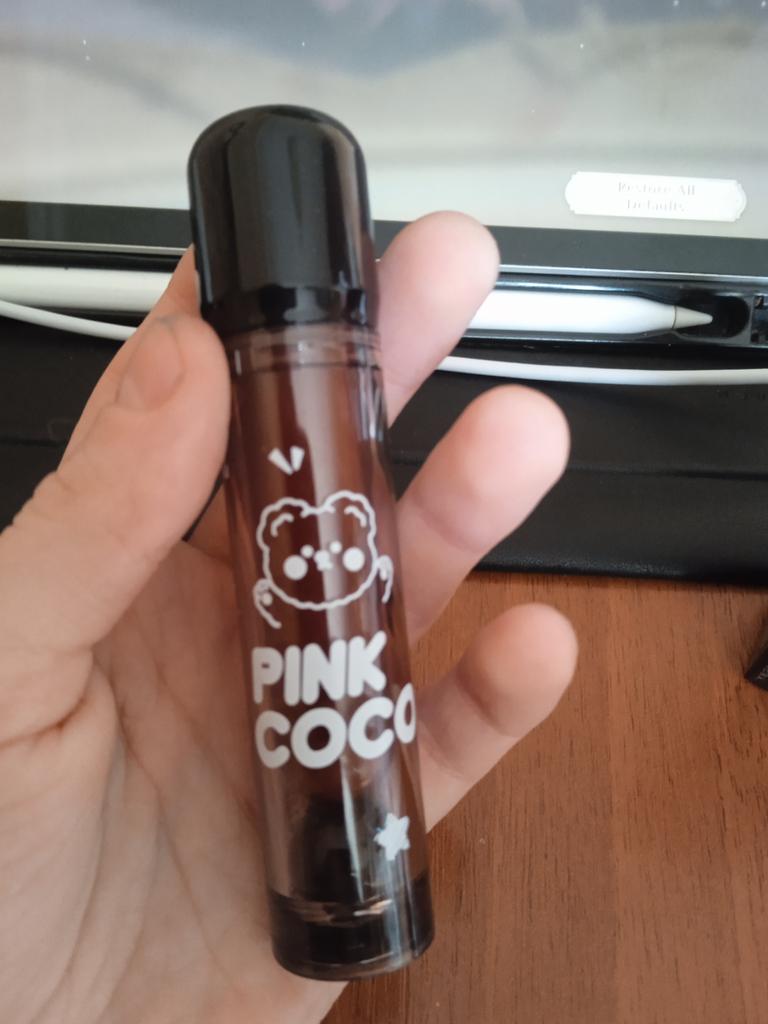 Restore All
Defaults
PINK
COCO